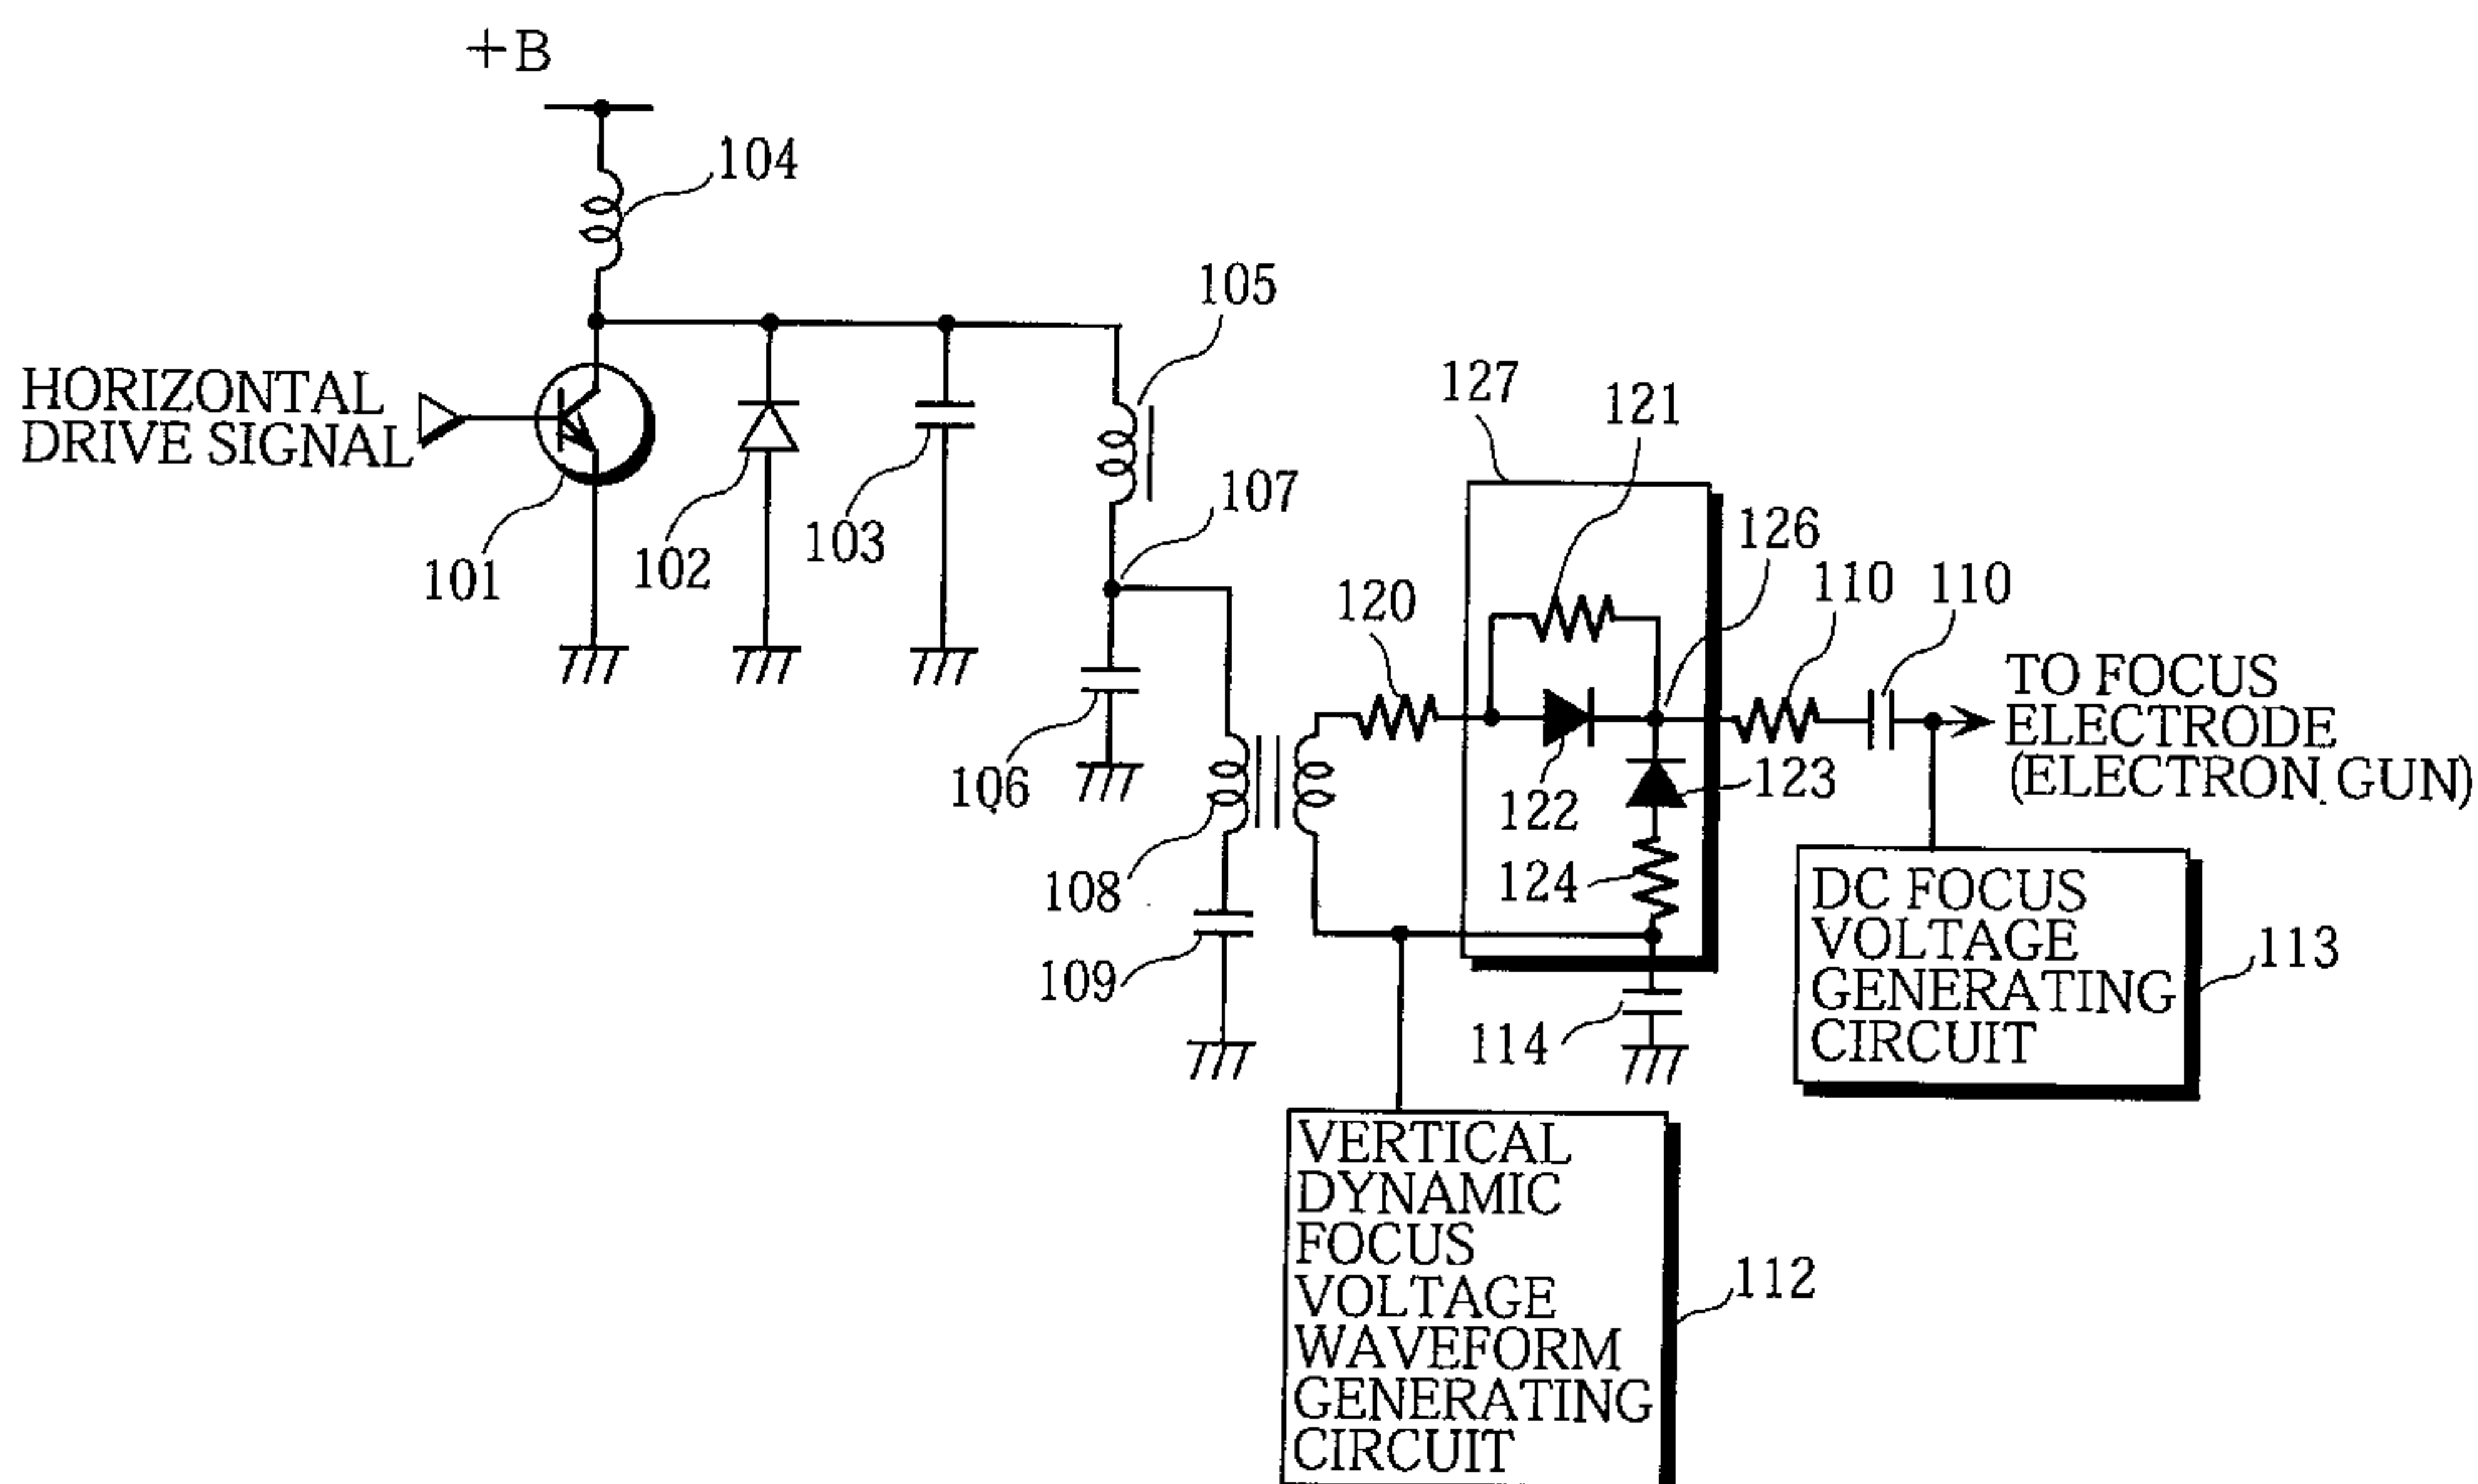 +B
104
105
HORIZONTAL
DRIVE SIGNAL
101
102
103
107
127
121
126
120
110
110
TO FOCUS
ELECTRODE
(ELECTRON GUN)
106
122
123
108
124
109
114
DC FOCUS
VOLTAGE
GENERATING
CIRCUIT
113
VERTICAL
DYNAMIC
FOCUS
VOLTAGE
WAVEFORM
GENERATING
CIRCUIT
112